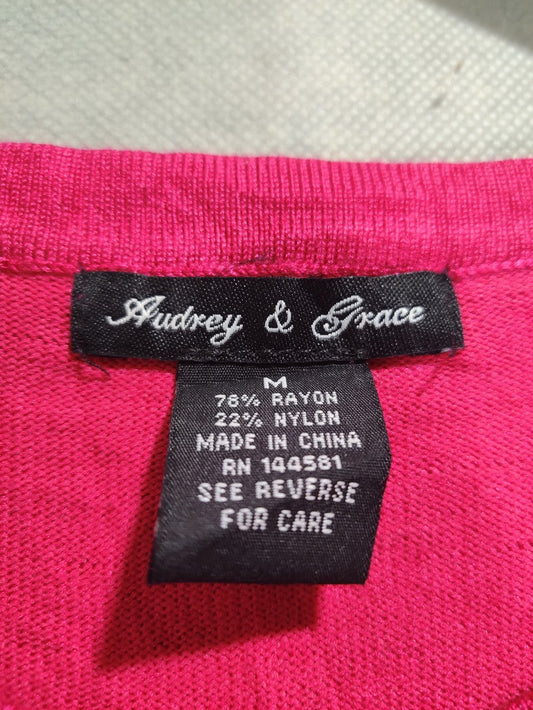 Audrey & Grace
M
78% RAYON
22% NYLON
MADE IN CHINA
RN 144581
SEE REVERSE
FOR CARE